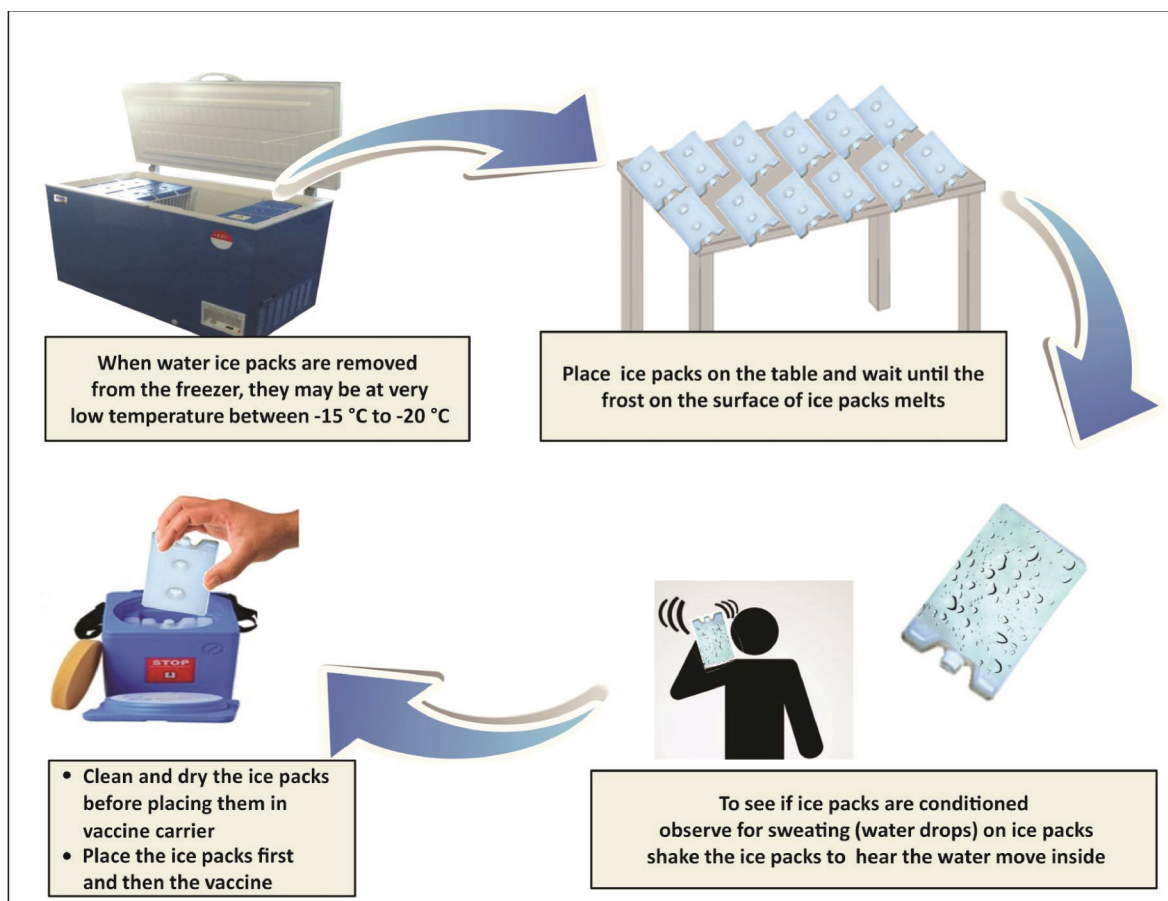 When water ice packs are removed
from the freezer, they may be at very
low temperature between -15 °C to -20 °C
Place ice packs on the table and wait until the
frost on the surface of ice packs melts
To see if ice packs are conditioned
observe for sweating (water drops) on ice packs
shake the ice packs to hear the water move inside
STOP
• Clean and dry the ice packs
before placing them in
vaccine carrier
• Place the ice packs first
and then the vaccine